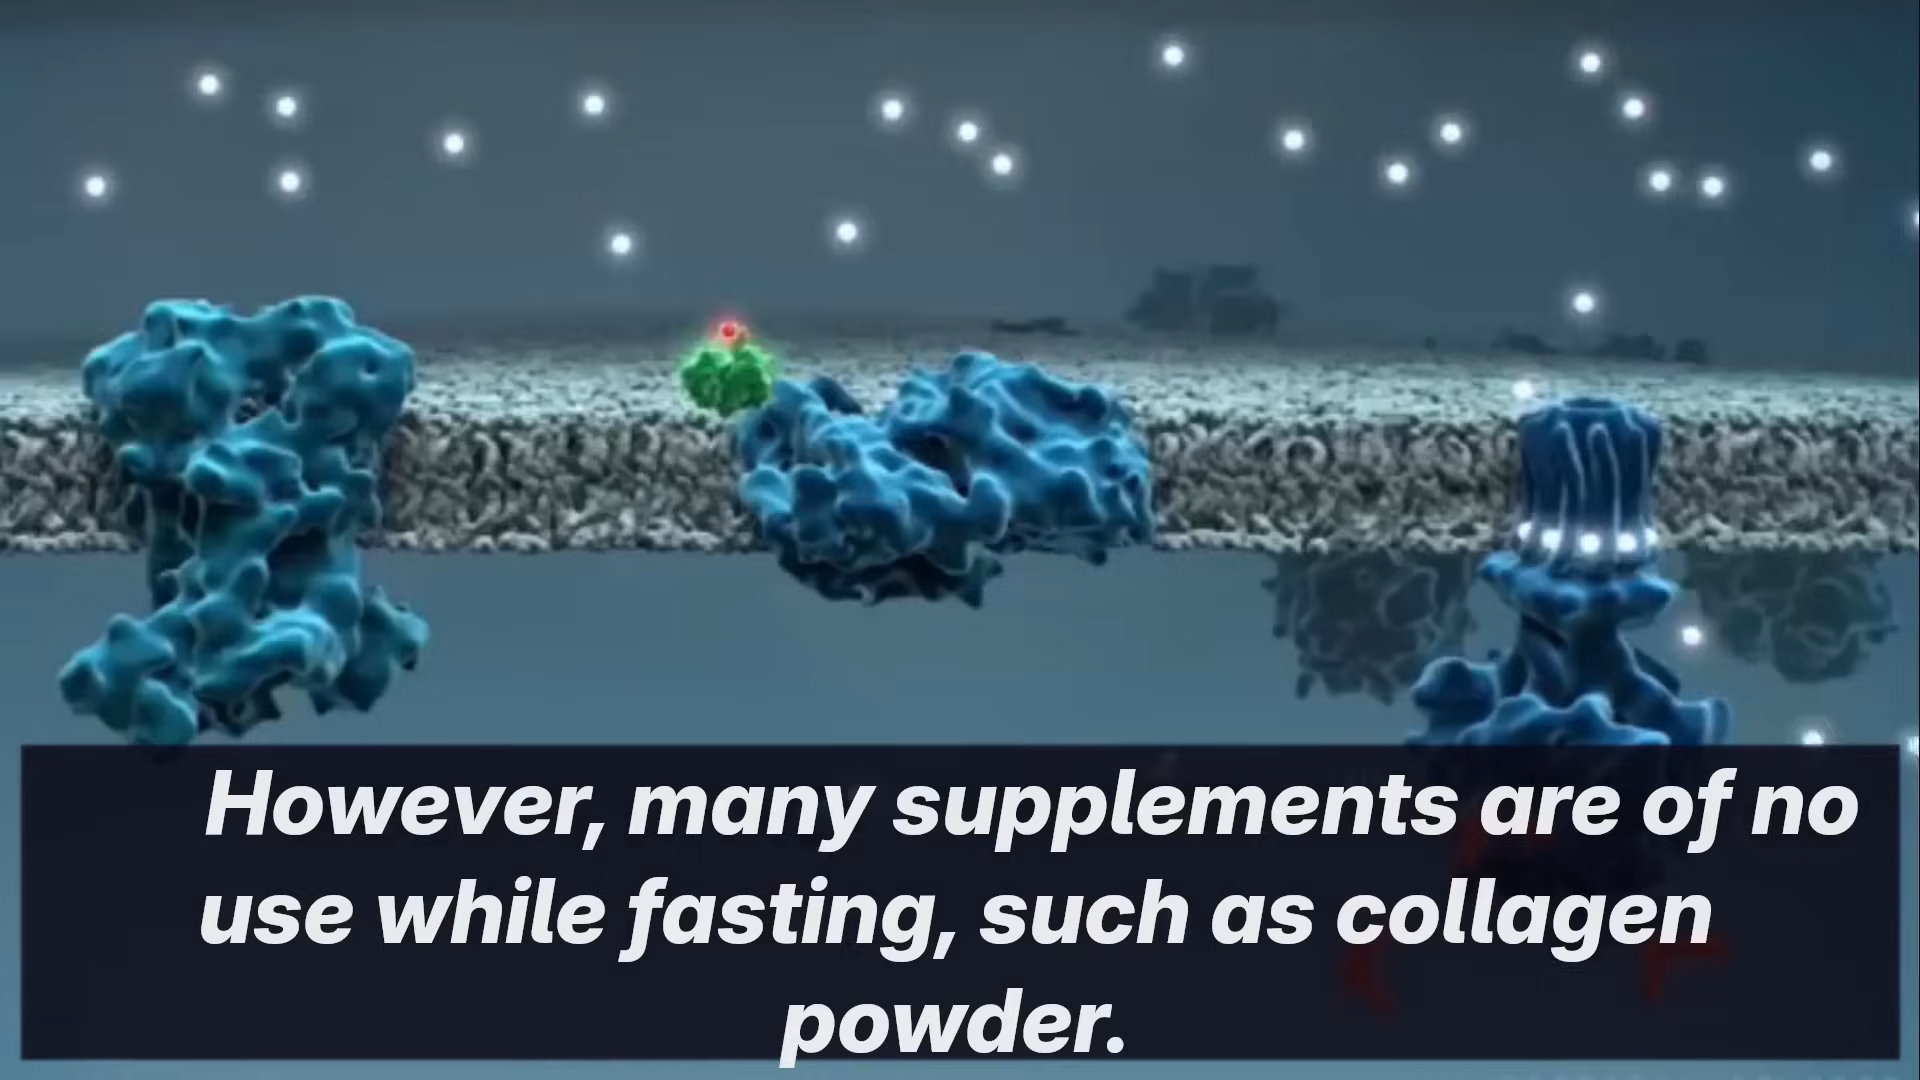 However, many supplements are of no
use while fasting, such as collagen
powder.